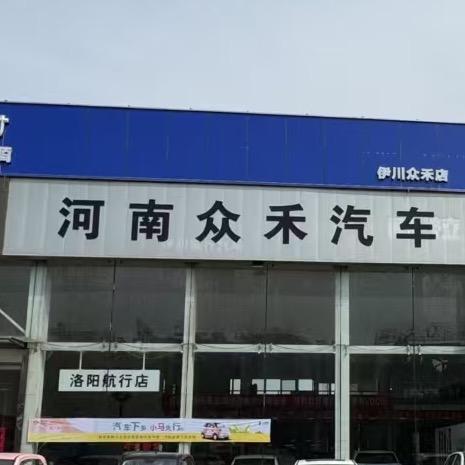 伊川众禾店
河南众禾汽车
洛阳航行店
汽车下乡 小马先行